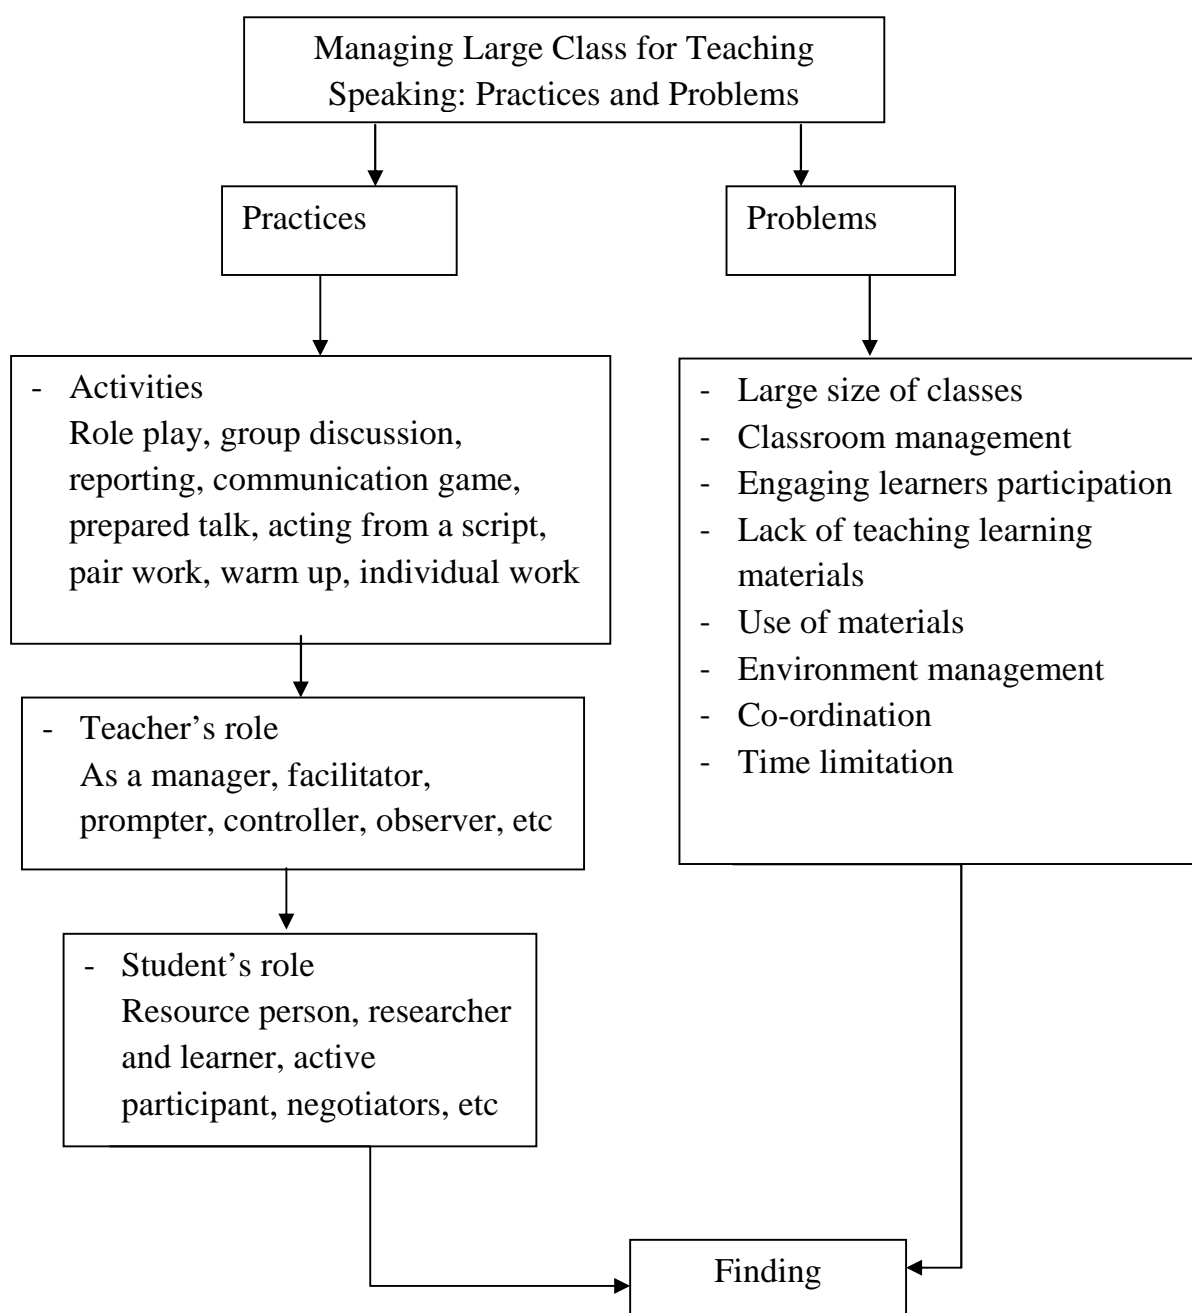 Managing Large Class for Teaching
Speaking: Practices and Problems
Practices
Problems
- Activities
Role play, group discussion,
reporting, communication game,
prepared talk, acting from a script,
pair work, warm up, individual work
- Teacher’s role
As a manager, facilitator,
prompter, controller, observer, etc
- Student’s role
Resource person, researcher
and learner, active
participant, negotiators, etc
- Large size of classes
- Classroom management
- Engaging learners participation
- Lack of teaching learning
materials
- Use of materials
- Environment management
- Co-ordination
- Time limitation
Finding